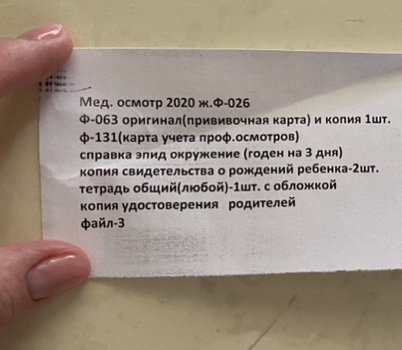 Мед. осмотр 2020 ж.Ф-026
Ф-063 оригинал(прививочная карта) и копия 1шт.
ф-131(карта учета проф.осмотров)
справка эпид окружение (годен на 3 дня)
копия свидетельства о рождений ребенка-2шт.
тетрадь общий(любой)-1шт. с обложкой
копия удостоверения родителей
файл-3